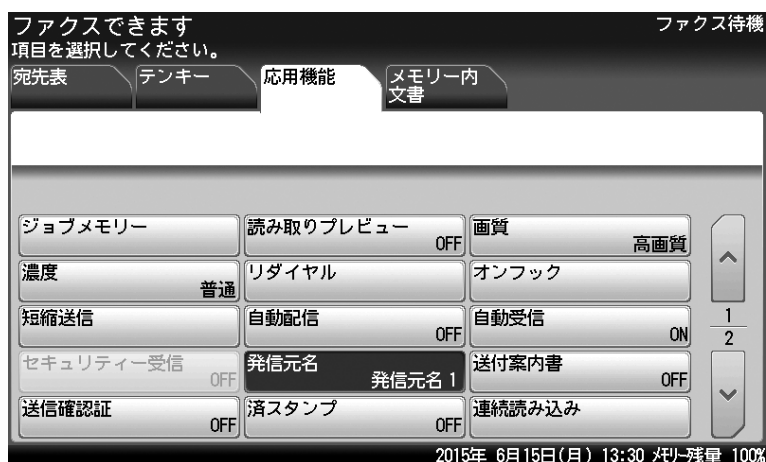 ファクスできます
ファクス待機
項目を選択してください。
宛先表
テンキー
応用機能
メモリー内
文書
ジョブメモリー
読み取りプレビュー
OFF
画質
高画質
濃度
普通
リダイヤル
オンフック
短縮送信
自動配信
OFF
自動受信
ON
1
2
セキュリティー受信
OFF
発信元名
発信元名 1
送付案内書
OFF
送信確認証
OFF
済スタンプ
OFF
連続読み込み
2015年 6月15日(月) 13:30 メモリー残量 100%